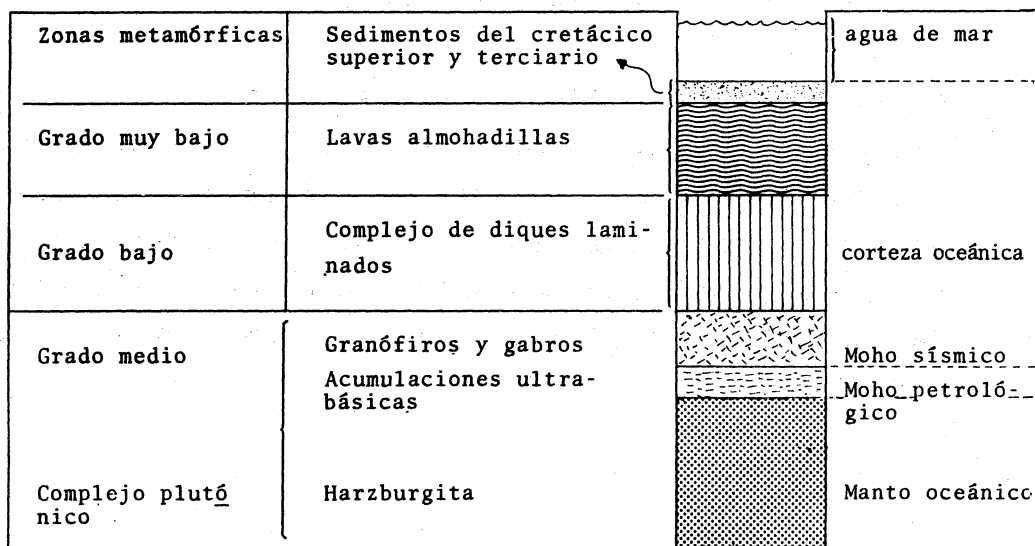 Zonas metamórficas
Sedimentos del cretácico
superior y terciario
agua de mar
Grado muy bajo
Lavas almohadillas
Grado bajo
Complejo de diques lami-
nados
corteza oceánica
Grado medio
Granófiros y gabros
Acumulaciones ultra-
básicas
Moho sísmico
Moho petroló-
gico
Complejo plutó
nico
Harzburgita
Manto oceánico